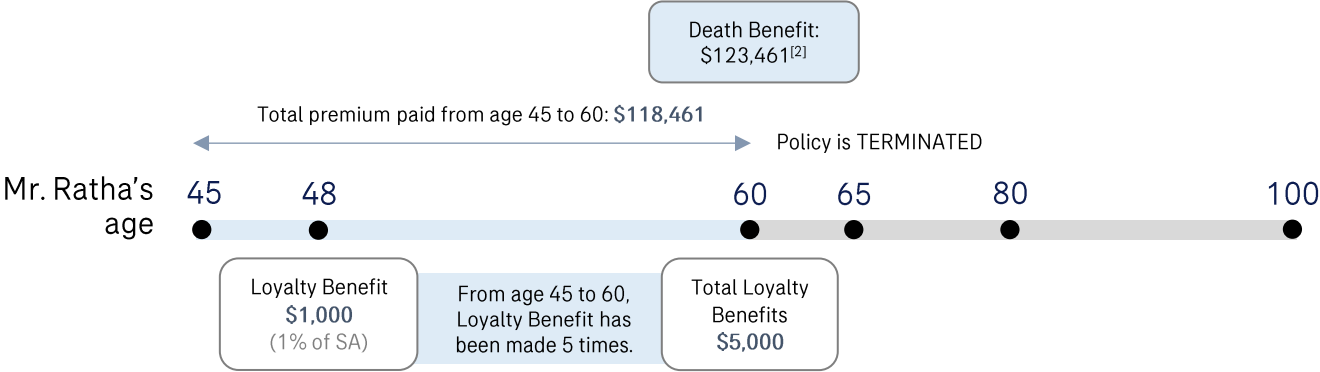 Death Benefit:
$123,461[2]
Total premium paid from age 45 to 60: $118,461
Policy is TERMINATED
Mr. Ratha’s
age
45 48 60 65 80 100
Loyalty Benefit
$1,000
(1% of SA)
From age 45 to 60,
Loyalty Benefit has
been made 5 times.
Total Loyalty
Benefits
$5,000